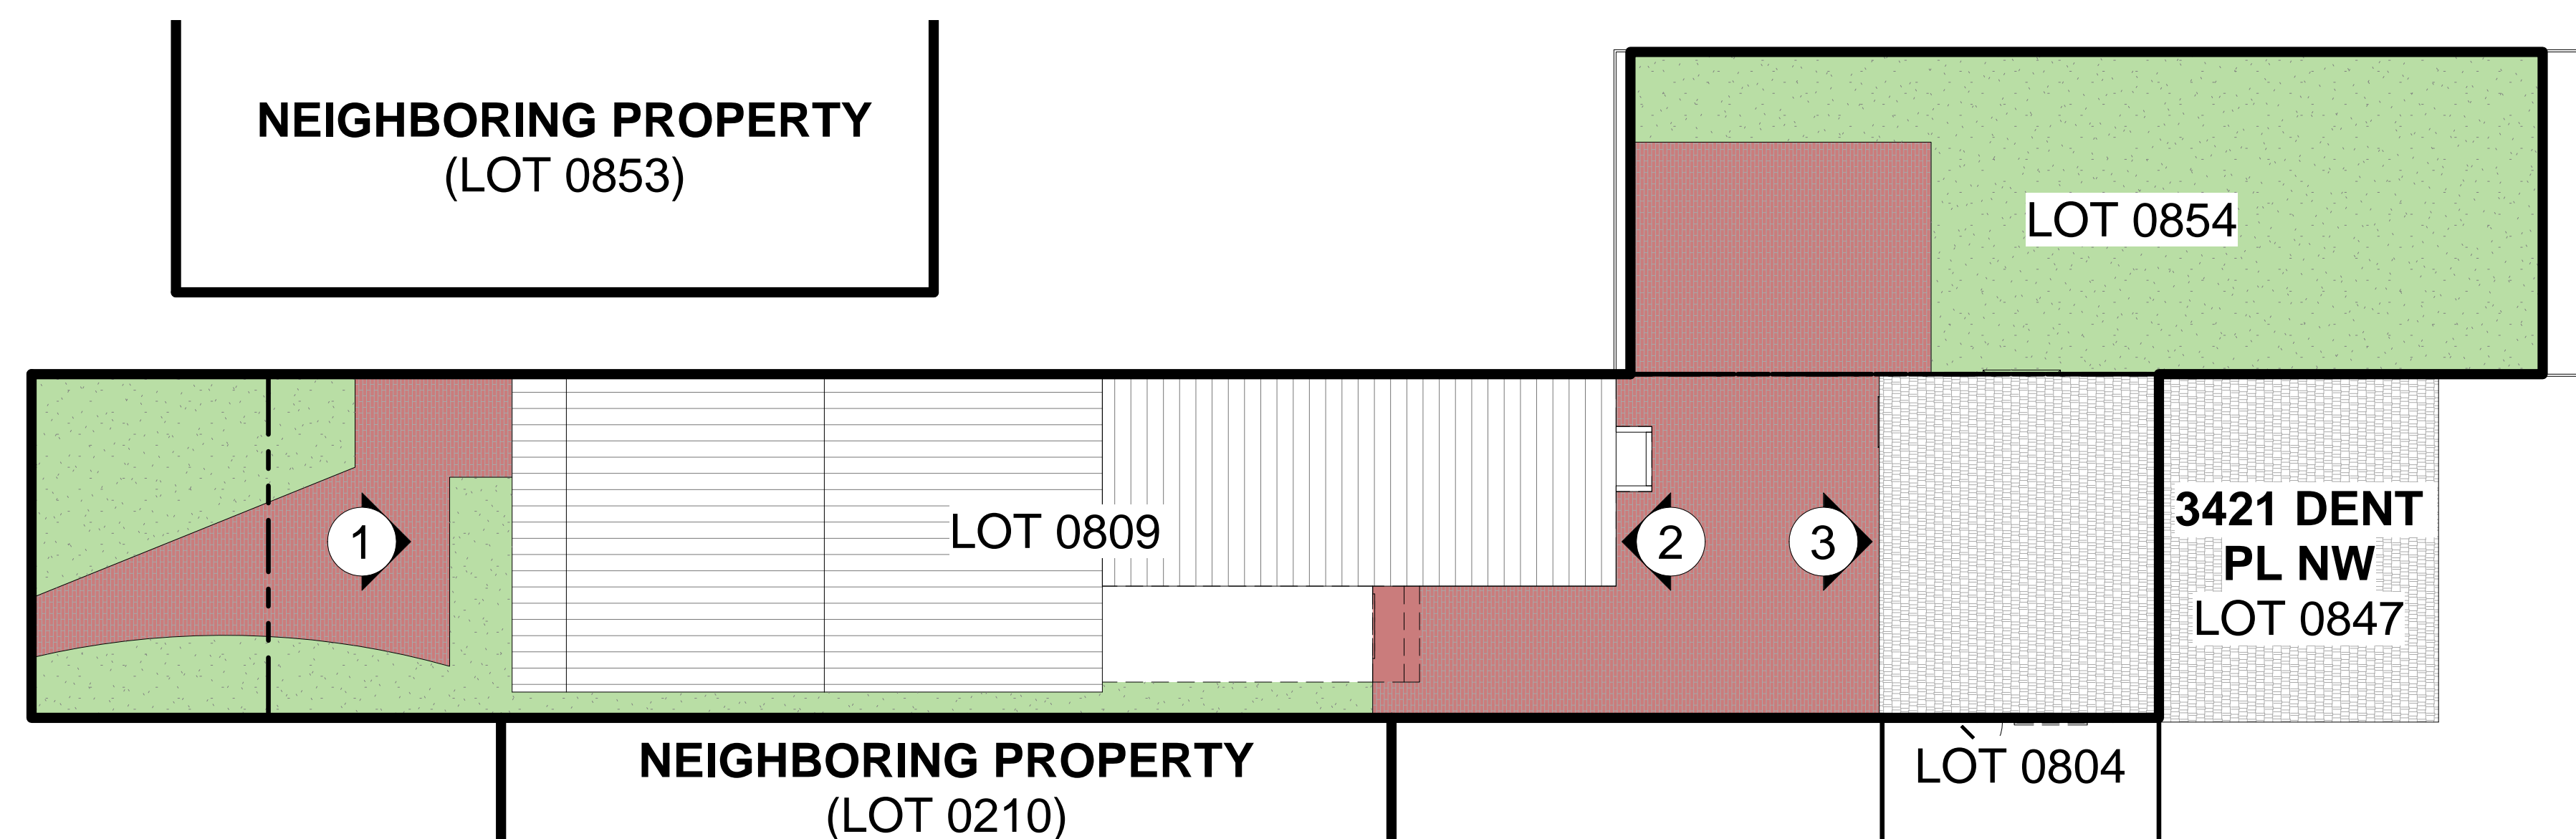 NEIGHBORING PROPERTY
(LOT 0853)
LOT 0854
LOT 0809
1
2
3
3421 DENT
PL NW
LOT 0847
NEIGHBORING PROPERTY
(LOT 0210)
LOT 0804